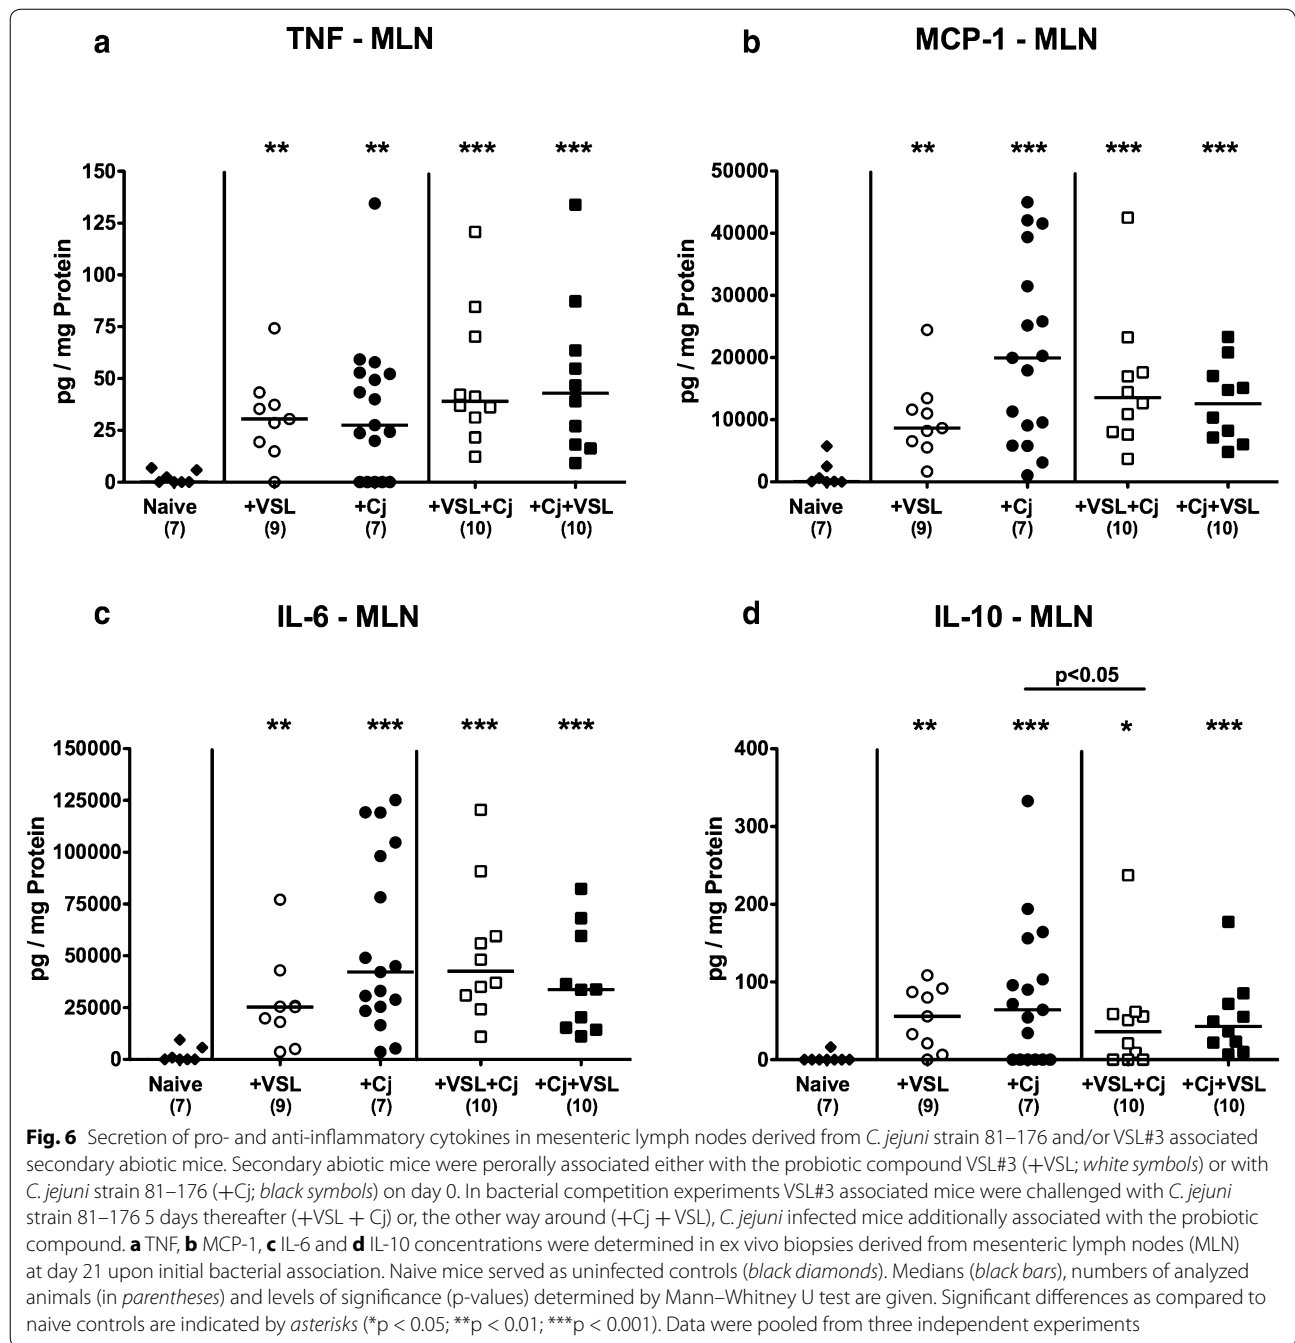 a TNF - MLN
b MCP-1 - MLN
** ** *** ***
** *** *** ***
150
125
100
75
50
25
0
pg / mg Protein
Naive +VSL +Cj +VSL+Cj +Cj+VSL
(7) (9) (7) (10) (10)
50000
40000
30000
20000
10000
0
pg / mg Protein
Naive +VSL +Cj +VSL+Cj +Cj+VSL
(7) (9) (7) (10) (10)
c IL-6 - MLN
d IL-10 - MLN
p<0.05
** *** *** ***
** *** * ***
150000
125000
100000
75000
50000
25000
0
pg / mg Protein
Naive +VSL +Cj +VSL+Cj +Cj+VSL
(7) (9) (7) (10) (10)
400
300
200
100
0
pg / mg Protein
Naive +VSL +Cj +VSL+Cj +Cj+VSL
(7) (9) (7) (10) (10)
Fig. 6 Secretion of pro- and anti-inflammatory cytokines in mesenteric lymph nodes derived from C. jejuni strain 81–176 and/or VSL#3 associated
secondary abiotic mice. Secondary abiotic mice were perorally associated either with the probiotic compound VSL#3 (+VSL; white symbols) or with
C. jejuni strain 81–176 (+Cj; black symbols) on day 0. In bacterial competition experiments VSL#3 associated mice were challenged with C. jejuni
strain 81–176 5 days thereafter (+VSL + Cj) or, the other way around (+Cj + VSL), C. jejuni infected mice additionally associated with the probiotic
compound. a TNF, b MCP-1, c IL-6 and d IL-10 concentrations were determined in ex vivo biopsies derived from mesenteric lymph nodes (MLN)
at day 21 upon initial bacterial association. Naive mice served as uninfected controls (black diamonds). Medians (black bars), numbers of analyzed
animals (in parentheses) and levels of significance (p-values) determined by Mann–Whitney U test are given. Significant differences as compared to
naive controls are indicated by asterisks (*p < 0.05; **p < 0.01; ***p < 0.001). Data were pooled from three independent experiments